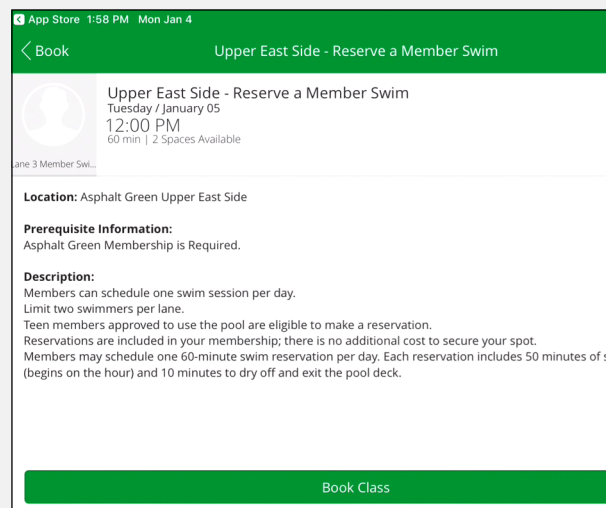 App Store 1:58 PM Mon Jan 4
Book
Upper East Side - Reserve a Member Swim
Upper East Side - Reserve a Member Swim
Tuesday / January 05
12:00 PM
60 min | 2 Spaces Available
ane 3 Member Swi...
Location: Asphalt Green Upper East Side
Prerequisite Information:
Asphalt Green Membership is Required.
Description:
Members can schedule one swim session per day.
Limit two swimmers per lane.
Teen members approved to use the pool are eligible to make a reservation.
Reservations are included in your membership; there is no additional cost to secure your spot.
Members may schedule one 60-minute swim reservation per day. Each reservation includes 50 minutes of
(begins on the hour) and 10 minutes to dry off and exit the pool deck.
Book Class